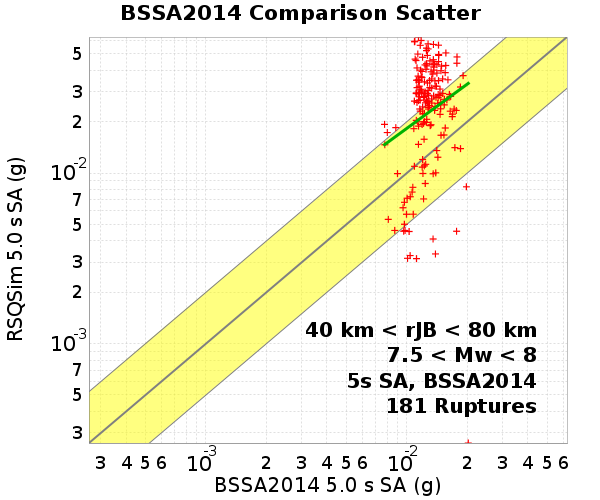 BSSA2014 Comparison Scatter
RSQSim 5.0 s SA (g)
5
3
2
10-2
7
5
3
2
10-3
7
5
3
40 km < rJB < 80 km
7.5 < Mw < 8
5s SA, BSSA2014
181 Ruptures
3 4 5 6 10-3 2 3 4 5 6 10-2 2 3 4 5 6
BSSA2014 5.0 s SA (g)